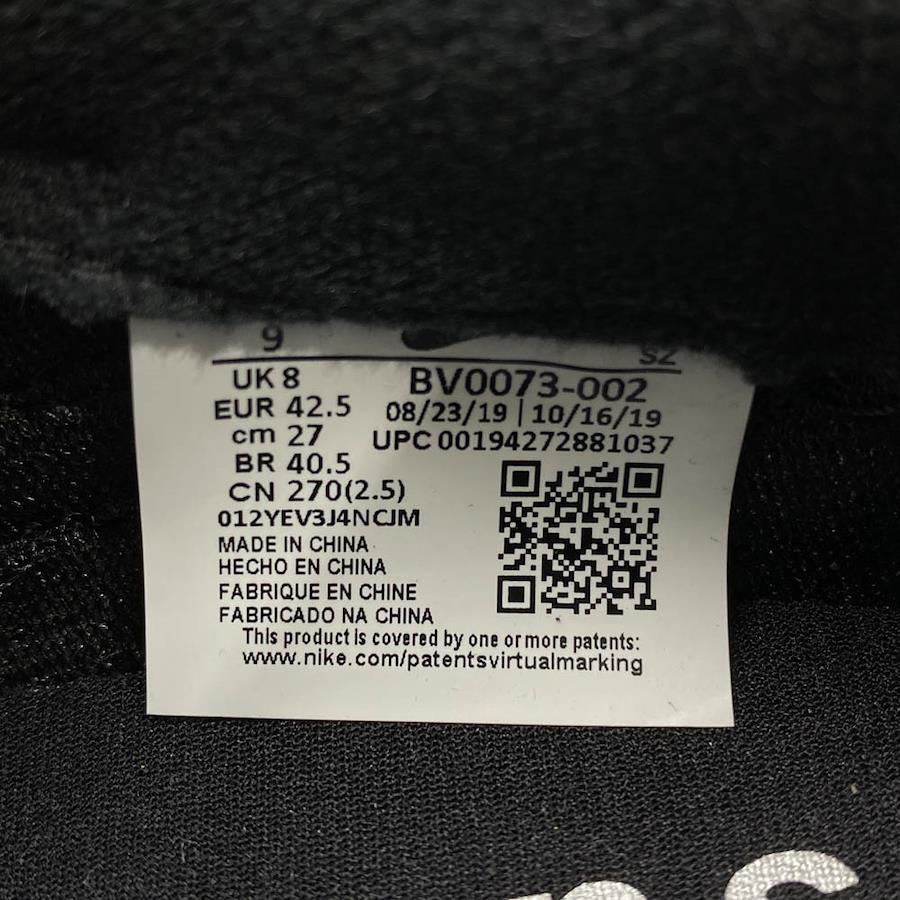 9
SZ
UK 8
BV0073-002
EUR 42.5
08/23/19 | 10/16/19
cm 27
UPC 00194272881037
BR 40.5
CN 270(2.5)
012YEV3J4NCJM
MADE IN CHINA
HECHO EN CHINA
FABRIQUE EN CHINE
FABRICADO NA CHINA
This product is covered by one or more patents:
www.nike.com/patentsvirtualmarking